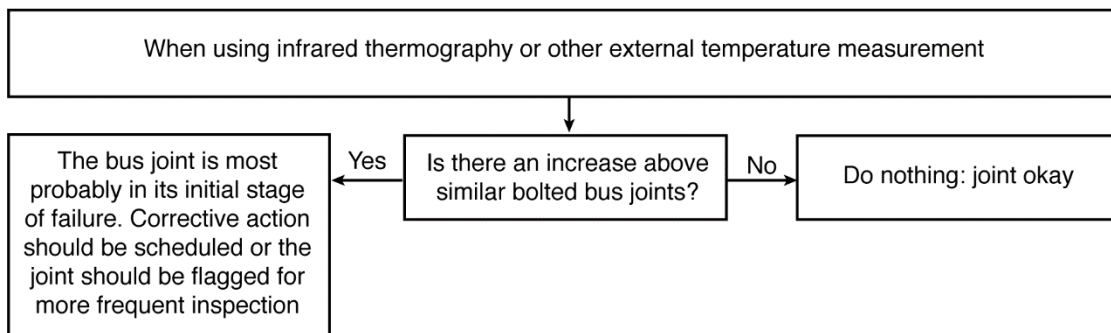 When using infrared thermography or other external temperature measurement
The bus joint is most
probably in its initial stage
of failure. Corrective action
should be scheduled or the
joint should be flagged for
more frequent inspection
Yes
Is there an increase above
similar bolted bus joints?
No
Do nothing: joint okay